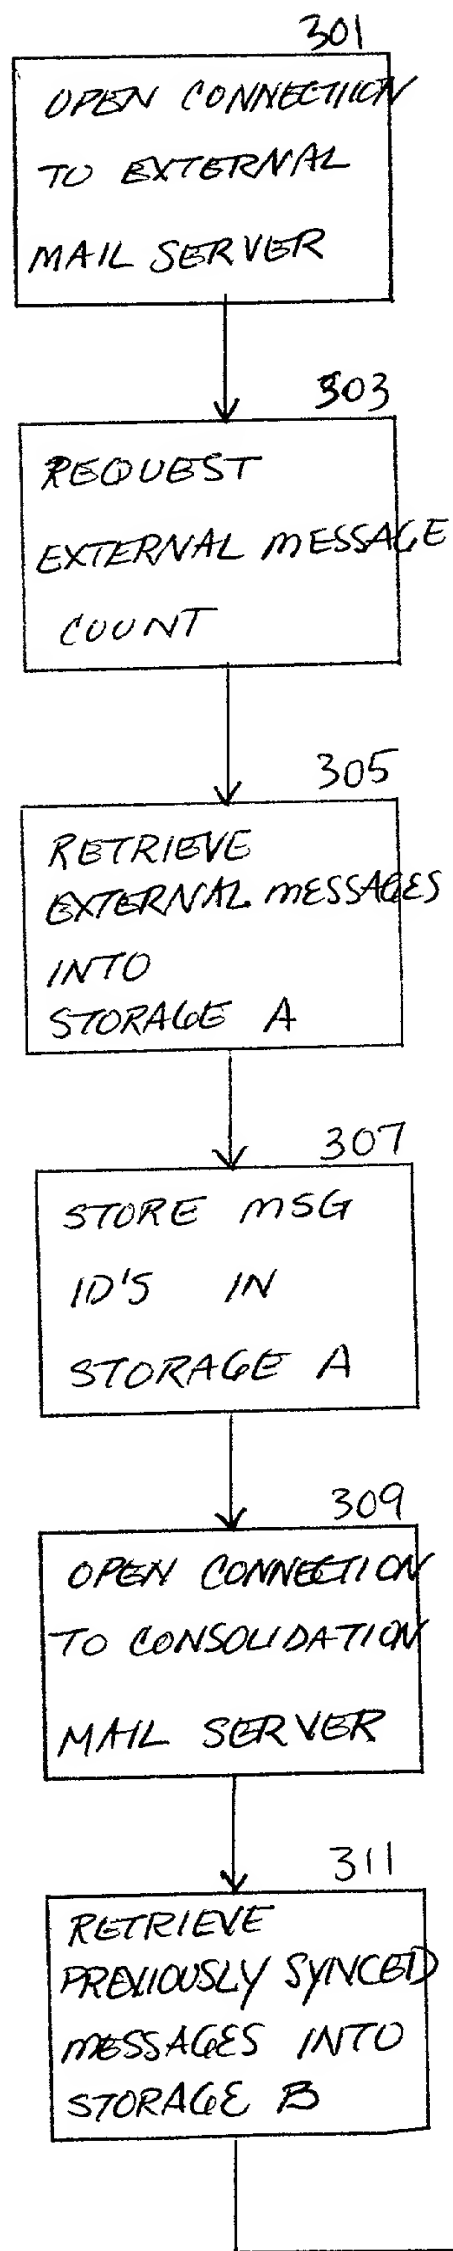 301
OPEN CONNECTIION
TO EXTERNAL
MAIL SERVER
303
REQUEST
EXTERNAL MESSAGE
COUNT
305
RETRIEVE
EXTERNAL MESSAGES
INTO
STORAGE A
307
STORE MSG
ID'S IN
STORAGE A
309
OPEN CONNECTION
TO CONSOLIDATION
MAIL SERVER
311
RETRIEVE
PREVIOUSLY SYNCED
MESSAGES INTO
STORAGE B